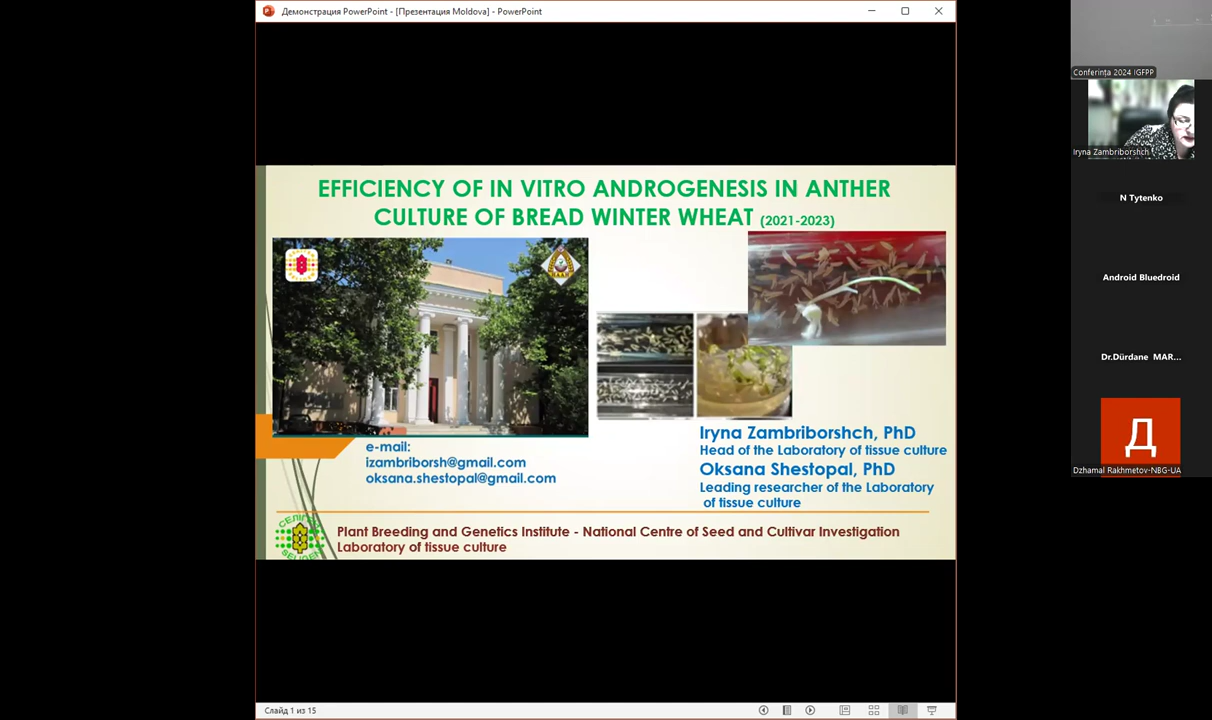 Демонстрация PowerPoint - [Презентация Moldova] - PowerPoint
EFFICIENCY OF IN VITRO ANDROGENESIS IN ANTHER
CULTURE OF BREAD WINTER WHEAT (2021-2023)
e-mail:
izambriborsh@gmail.com
oksana.shestopal@gmail.com
Iryna Zambriborshch, PhD
Head of the Laboratory of tissue culture
Oksana Shestopal, PhD
Leading researcher of the Laboratory
of tissue culture
Plant Breeding and Genetics Institute - National Centre of Seed and Cultivar Investigation
Laboratory of tissue culture
Слайд 1 из 15
Conferința 2024 IGFPP
Iryna Zambriborshch
N Tytenko
Android Bluedroid
Dr.Dürdane MAR...
Д
Dzhamal Rakhmetov-NBG-UA